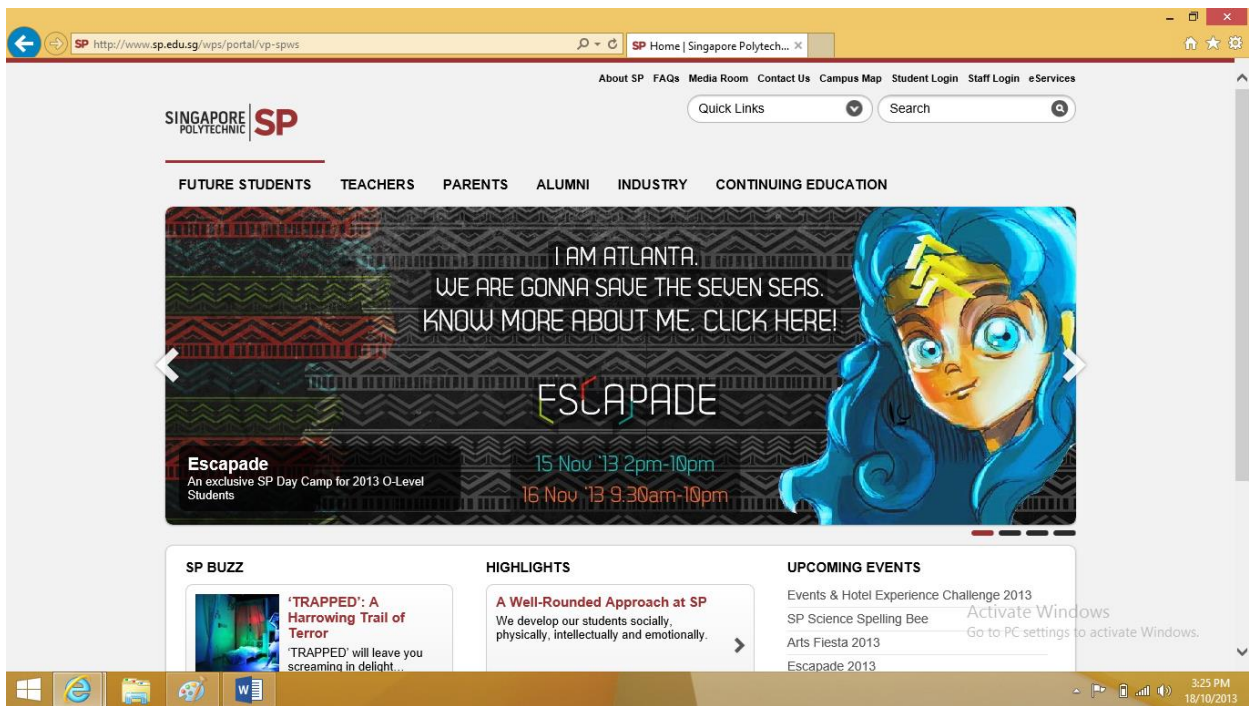 SP http://www.sp.edu.sg/wps/portal/vp-spws
SP Home | Singapore Polytech...
About SP FAQs Media Room Contact Us Campus Map Student Login Staff Login eServices
SINGAPORE POLYTECHNIC SP
Quick Links
Search
FUTURE STUDENTS TEACHERS PARENTS ALUMNI INDUSTRY CONTINUING EDUCATION
I AM ATLANTA.
WE ARE GONNA SAVE THE SEVEN SEAS.
KNOW MORE ABOUT ME. CLICK HERE!
ESCAPADE
15 Nov '13 2pm-10pm
16 Nov '13 9.30am-10pm
Escapade
An exclusive SP Day Camp for 2013 O-Level
Students
SP BUZZ
'TRAPPED': A
Harrowing Trail of
Terror
'TRAPPED' will leave you
screaming in delight...
HIGHLIGHTS
A Well-Rounded Approach at SP
We develop our students socially,
physically, intellectually and emotionally.
UPCOMING EVENTS
Events & Hotel Experience Challenge 2013
SP Science Spelling Bee
Arts Fiesta 2013
Escapade 2013
Activate Windows
Go to PC settings to activate Windows.
3:25 PM
18/10/2013